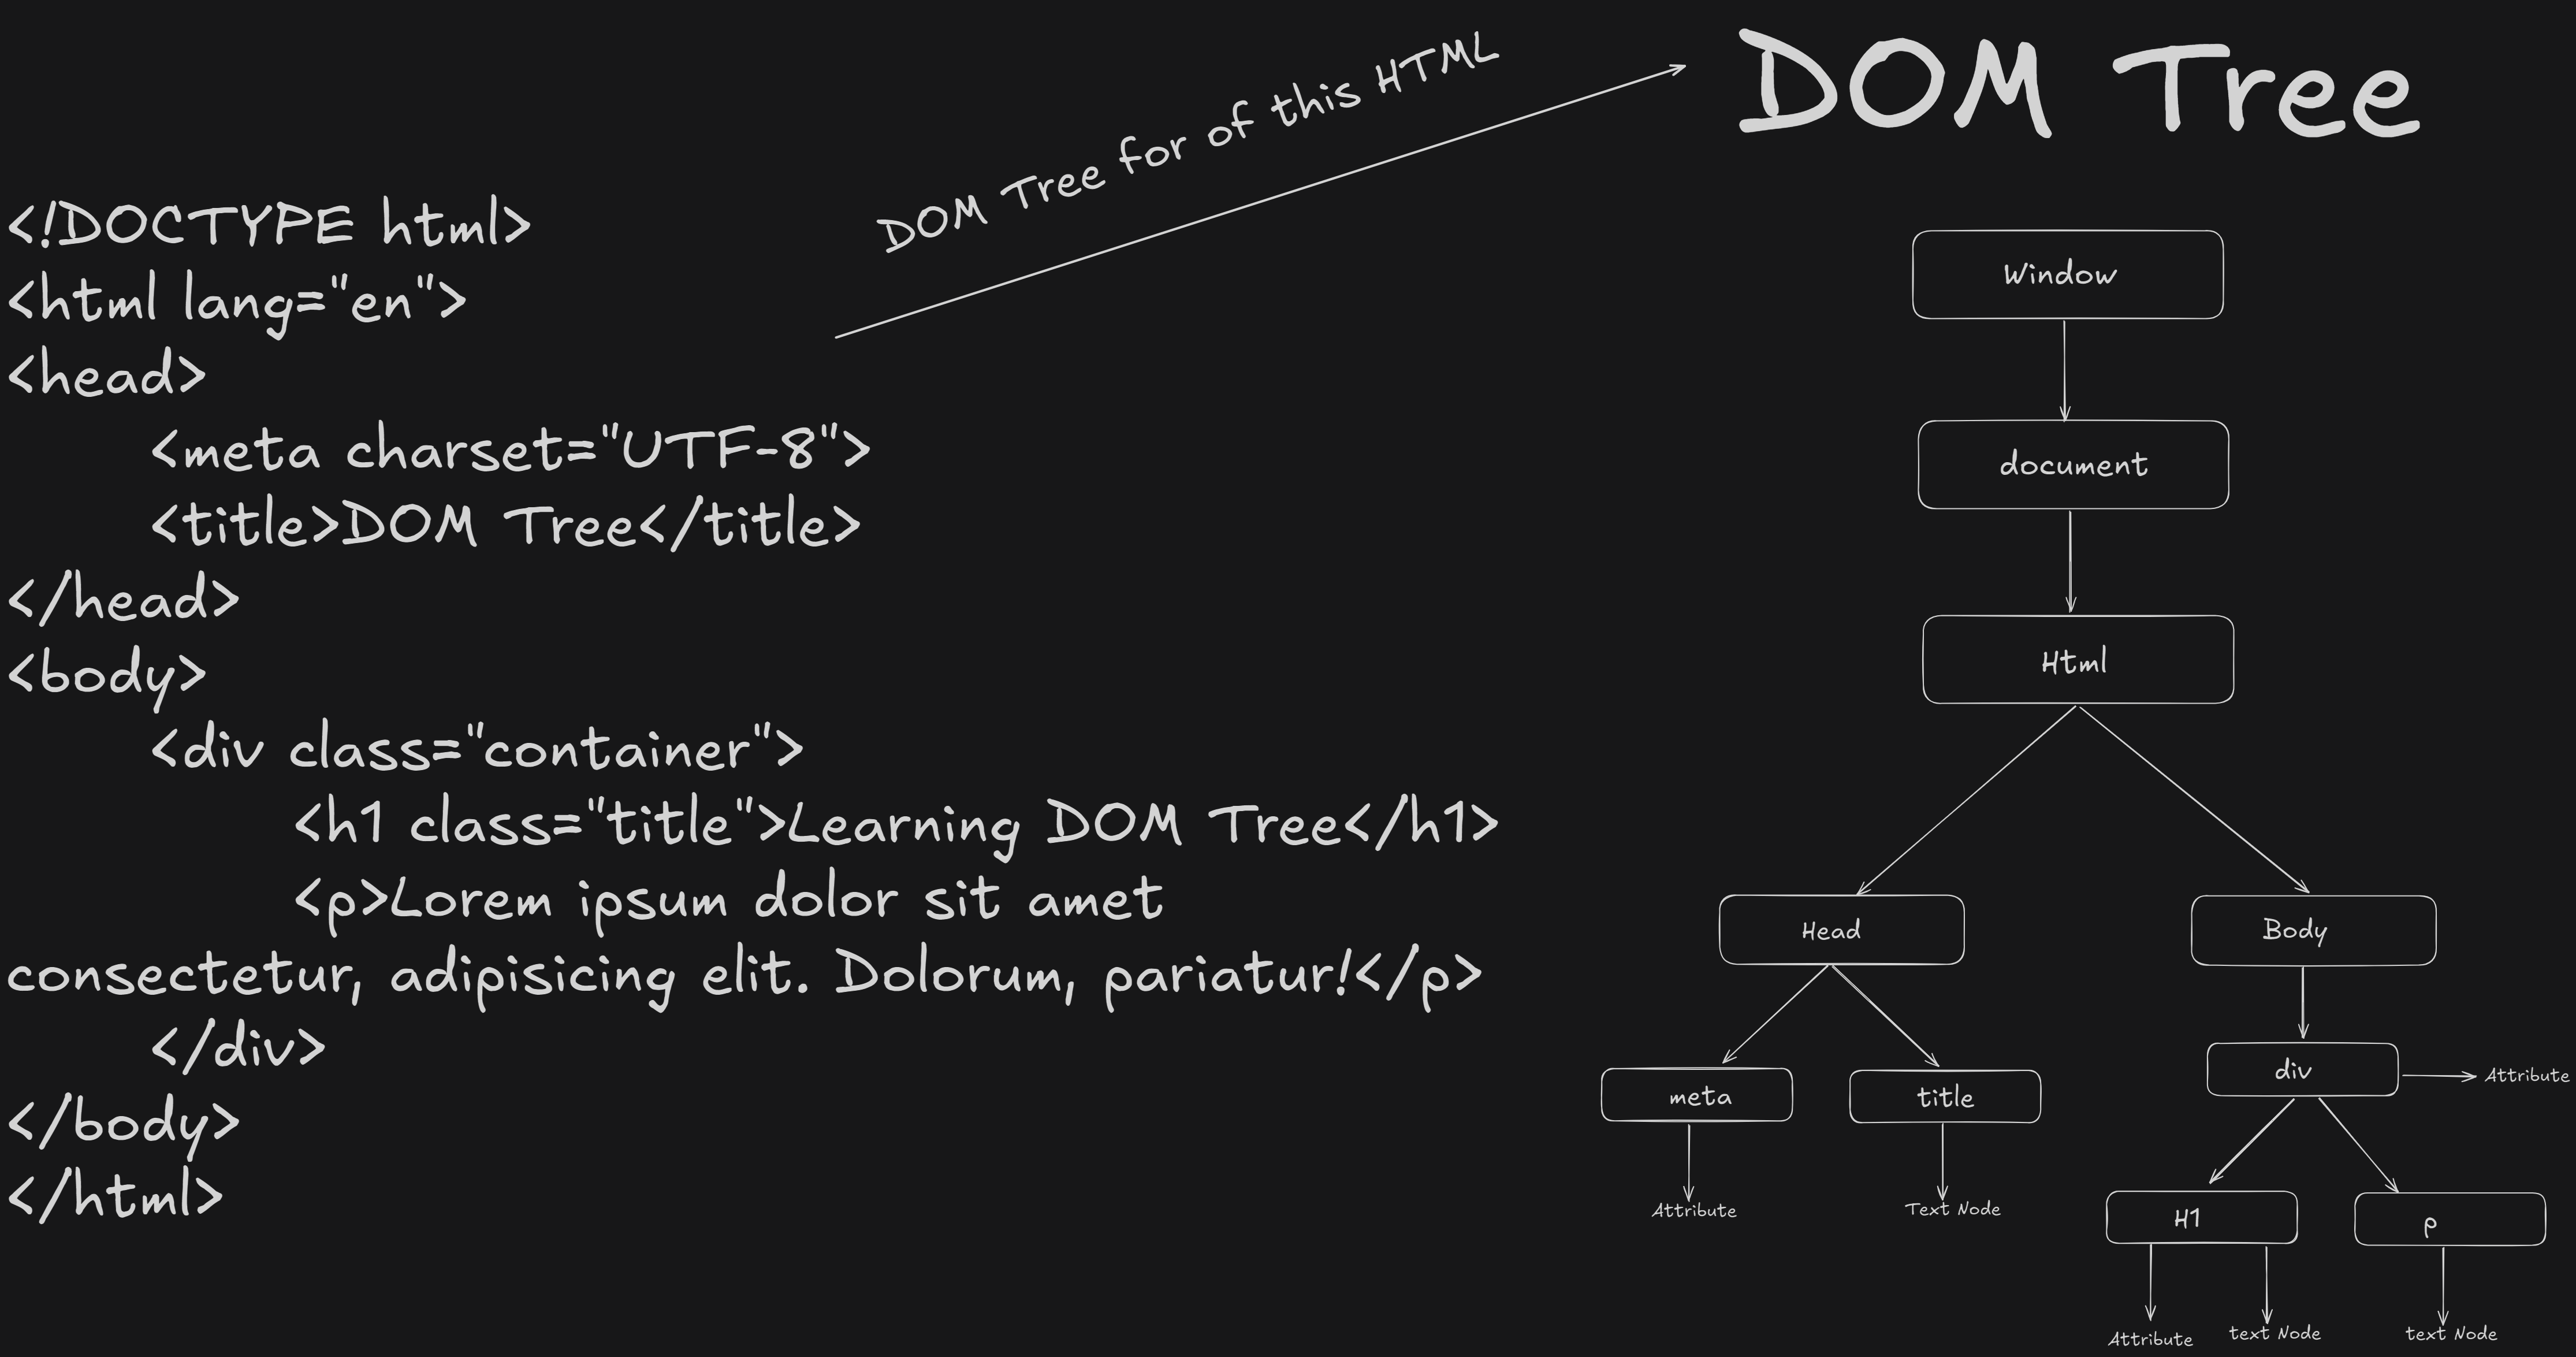 DOM Tree
DOM Tree for of this HTML
<!DOCTYPE html>
<html lang="en">
<head>
<meta charset="UTF-8">
<title>DOM Tree</title>
</head>
<body>
<div class="container">
<h1 class="title">Learning DOM Tree</h1>
<p>Lorem ipsum dolor sit amet
consectetur, adipisicing elit. Dolorum, pariatur!</p>
</div>
</body>
</html>
Window
document
Html
Head
Body
meta
title
div
Attribute
Attribute
Text Node
H1
p
Attribute
text Node
text Node